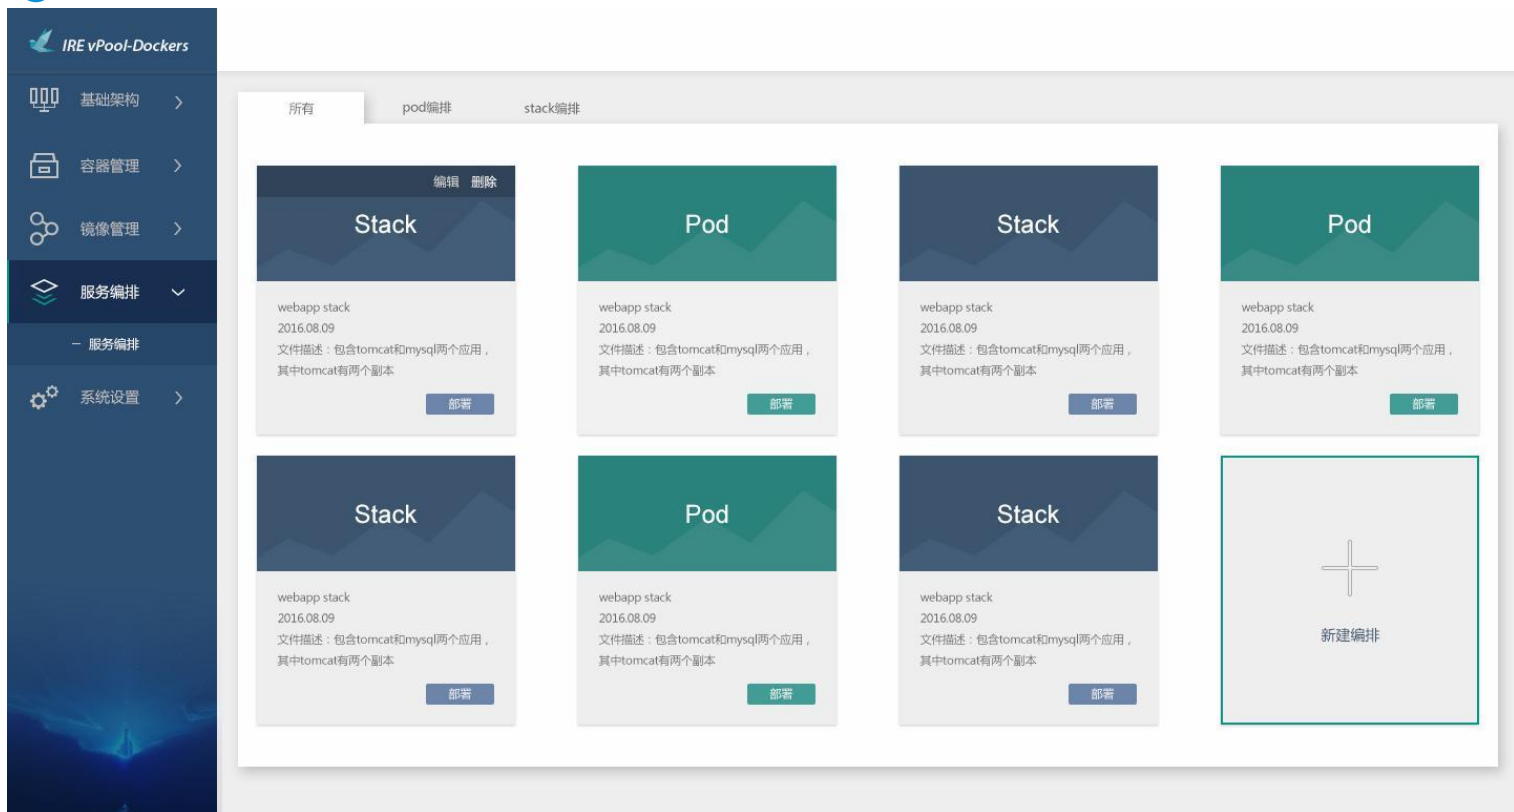 IRE vPool-Dockers
基础架构
容器管理
镜像管理
服务编排
服务编排
系统设置
所有 pod编排 stack编排
编辑 删除
Stack
webapp stack
2016.08.09
文件描述：包含tomcat和mysql两个应用，
其中tomcat有两个副本
部署
Pod
webapp stack
2016.08.09
文件描述：包含tomcat和mysql两个应用，
其中tomcat有两个副本
部署
Stack
webapp stack
2016.08.09
文件描述：包含tomcat和mysql两个应用，
其中tomcat有两个副本
部署
Pod
webapp stack
2016.08.09
文件描述：包含tomcat和mysql两个应用，
其中tomcat有两个副本
部署
Stack
webapp stack
2016.08.09
文件描述：包含tomcat和mysql两个应用，
其中tomcat有两个副本
部署
Pod
webapp stack
2016.08.09
文件描述：包含tomcat和mysql两个应用，
其中tomcat有两个副本
部署
Stack
webapp stack
2016.08.09
文件描述：包含tomcat和mysql两个应用，
其中tomcat有两个副本
部署
新建编排